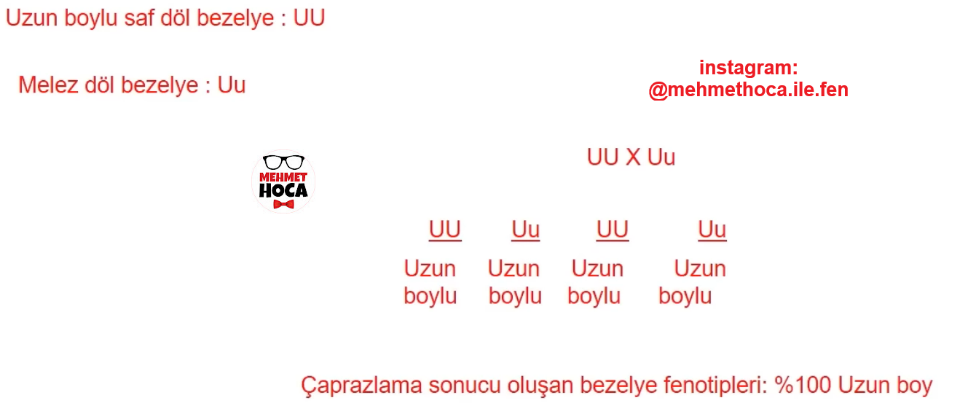 Uzun boylu saf döl bezelye : UU
Melez döl bezelye : Uu
instagram:
@mehmethoca.ile.fen
UU X Uu
MEHMET
HOCA
UU Uu UU Uu
Uzun Uzun Uzun Uzun
boylu boylu boylu boylu
Çaprazlama sonucu oluşan bezelye fenotipleri: %100 Uzun boy